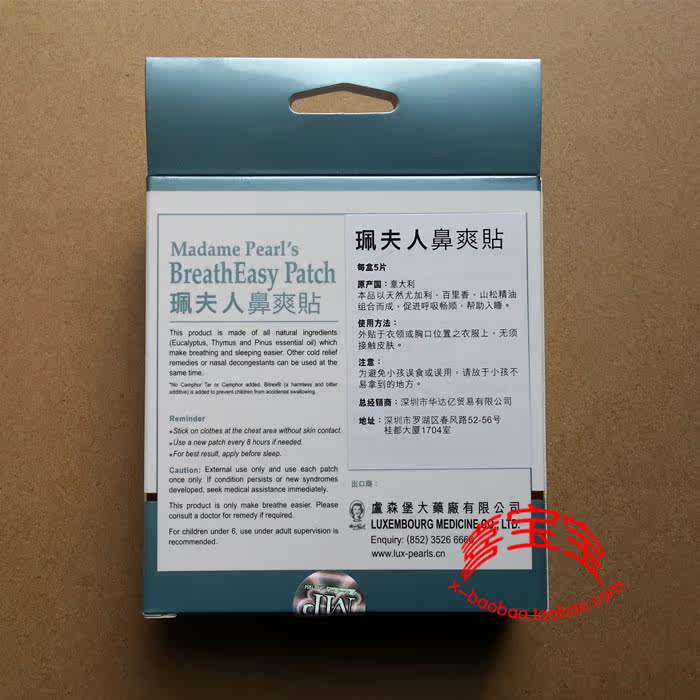 Madame Pearl's
BreathEasy Patch
珮夫人鼻爽貼
This product is made of all natural ingredients
(Eucalyptus, Thymus and Pinus essential oil) which
make breathing and sleeping easier. Other cold relief
remedies or nasal decongestants can be used at the
same time.
*No Camphor Tar or Camphor added. Bitrex® (a harmless and bitter
additive) is added to prevent children from accidental swallowing.
Reminder
•Stick on clothes at the chest area without skin contact.
•Use a new patch every 8 hours if needed.
•For best result, apply before sleep.
Caution: External use only and use each patch
once only. If condition persists or new syndromes
developed, seek medical assistance immediately.
This product is only make breathe easier. Please
consult a doctor for remedy if required.
For children under 6, use under adult supervision is
recommended.
珮夫人鼻爽貼
每盒5片
原产国：意大利
本品以天然尤加利、百里香，山松精油
组合而成，促进呼吸畅顺，帮助入睡。
使用方法：
外贴于衣领或胸口位置之衣服上，无须
接触皮肤。
注意：
为避免小孩误食或误用，请放于小孩不
易拿到的地方。
总经销商：深圳市华达亿贸易有限公司
地址：深圳市罗湖区春风路52-56号
桂都大厦1704室
出口商：
盧森堡大藥廠有限公司
LUXEMBOURG MEDICINE CO., LTD.
Enquiry: (852) 3526 6666
www.lux-pearls.cn
喜宝宝
x-baobao.taobao.com
MP